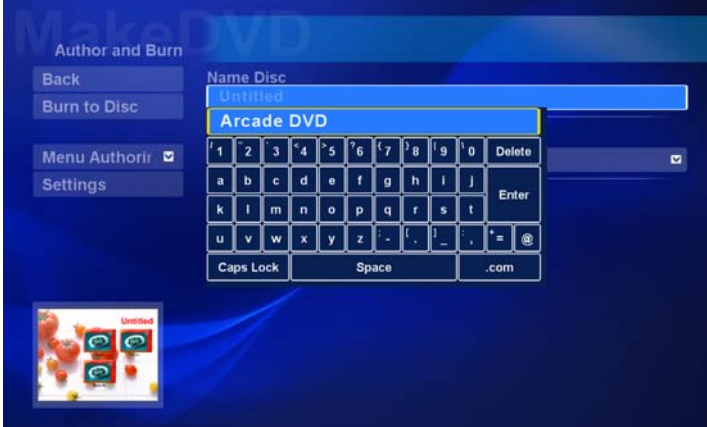 MakeDVD
Author and Burn
Back
Name Disc
Untitled
Burn to Disc
Arcade DVD
/ 1 " 2 ' 3 < 4 > 5 ? 6 { 7 } 8 | 9 \ 0 Delete
Menu Authorin
a b c d e f g h i j
Settings
Enter
k l m n o p q r s t
u v w x y z ; - [ . ] _ : , * = @
Caps Lock Space .com
Untitled